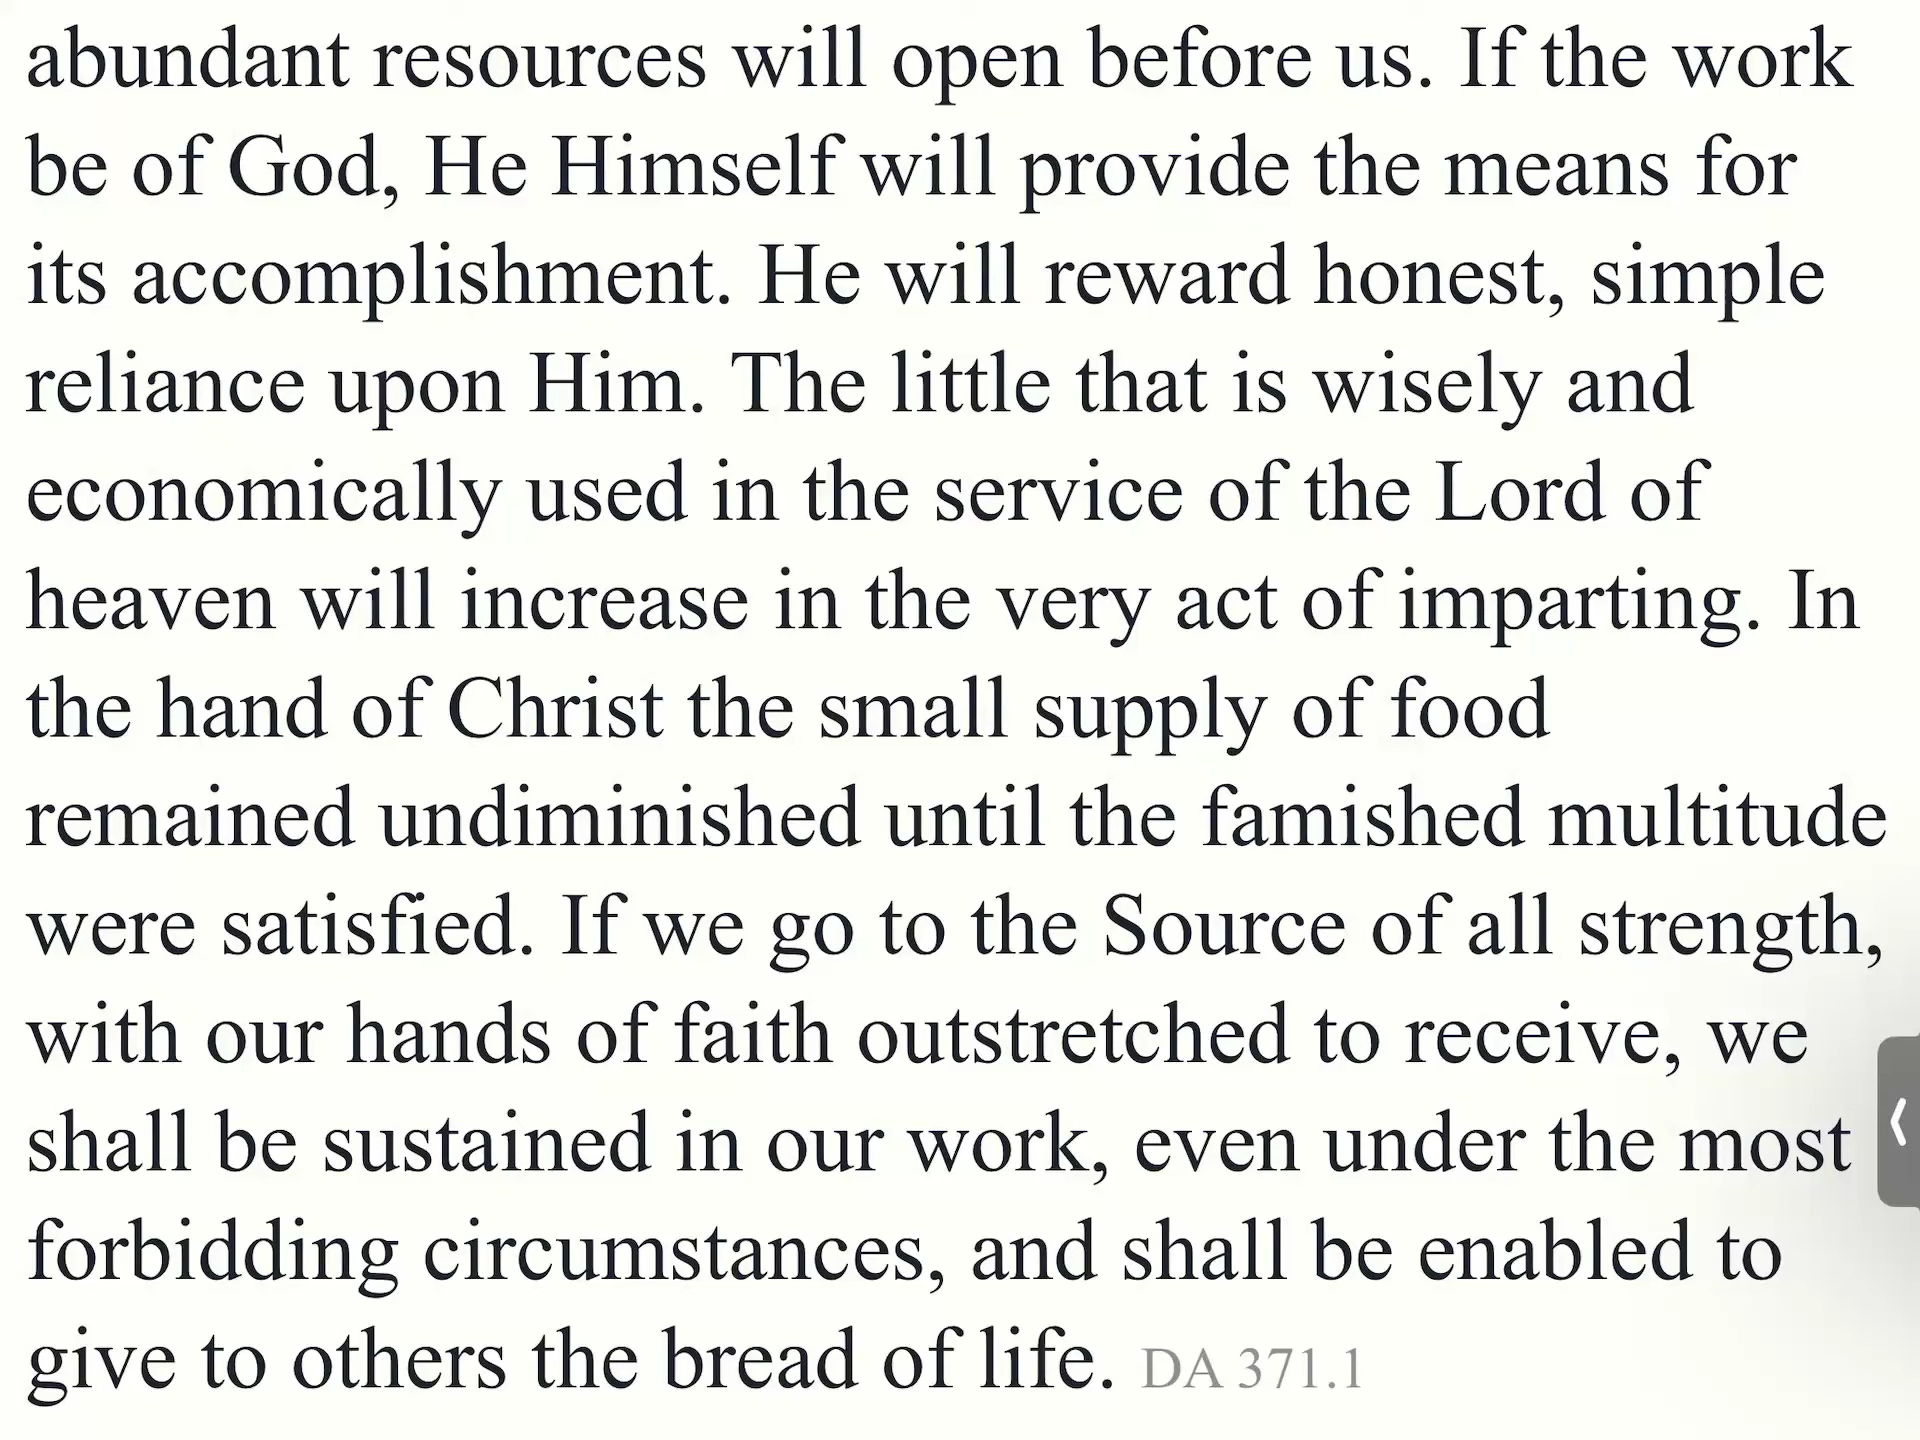 abundant resources will open before us. If the work
be of God, He Himself will provide the means for
its accomplishment. He will reward honest, simple
reliance upon Him. The little that is wisely and
economically used in the service of the Lord of
heaven will increase in the very act of imparting. In
the hand of Christ the small supply of food
remained undiminished until the famished multitude
were satisfied. If we go to the Source of all strength,
with our hands of faith outstretched to receive, we
shall be sustained in our work, even under the most
forbidding circumstances, and shall be enabled to
give to others the bread of life. DA 371.1